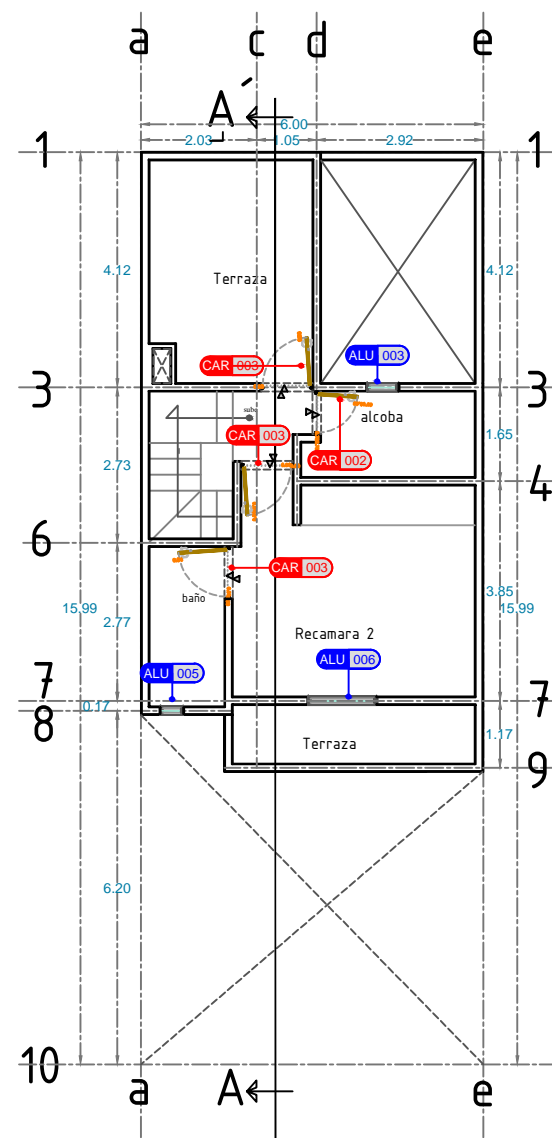 a c d e
A´
6.00
2.03 1.05 2.92
1 1
4.12 4.12
Terraza
ALU 003
CAR 003
3 3
alcoba
sube
CAR 003
1.65
CAR 002
2.73
4
6
CAR 003
3.85
baño
15.99 15.99
2.77
Recamara 2
ALU 006
ALU 005
7 7
0.17
8
1.17
Terraza
9
6.20
10
a A e